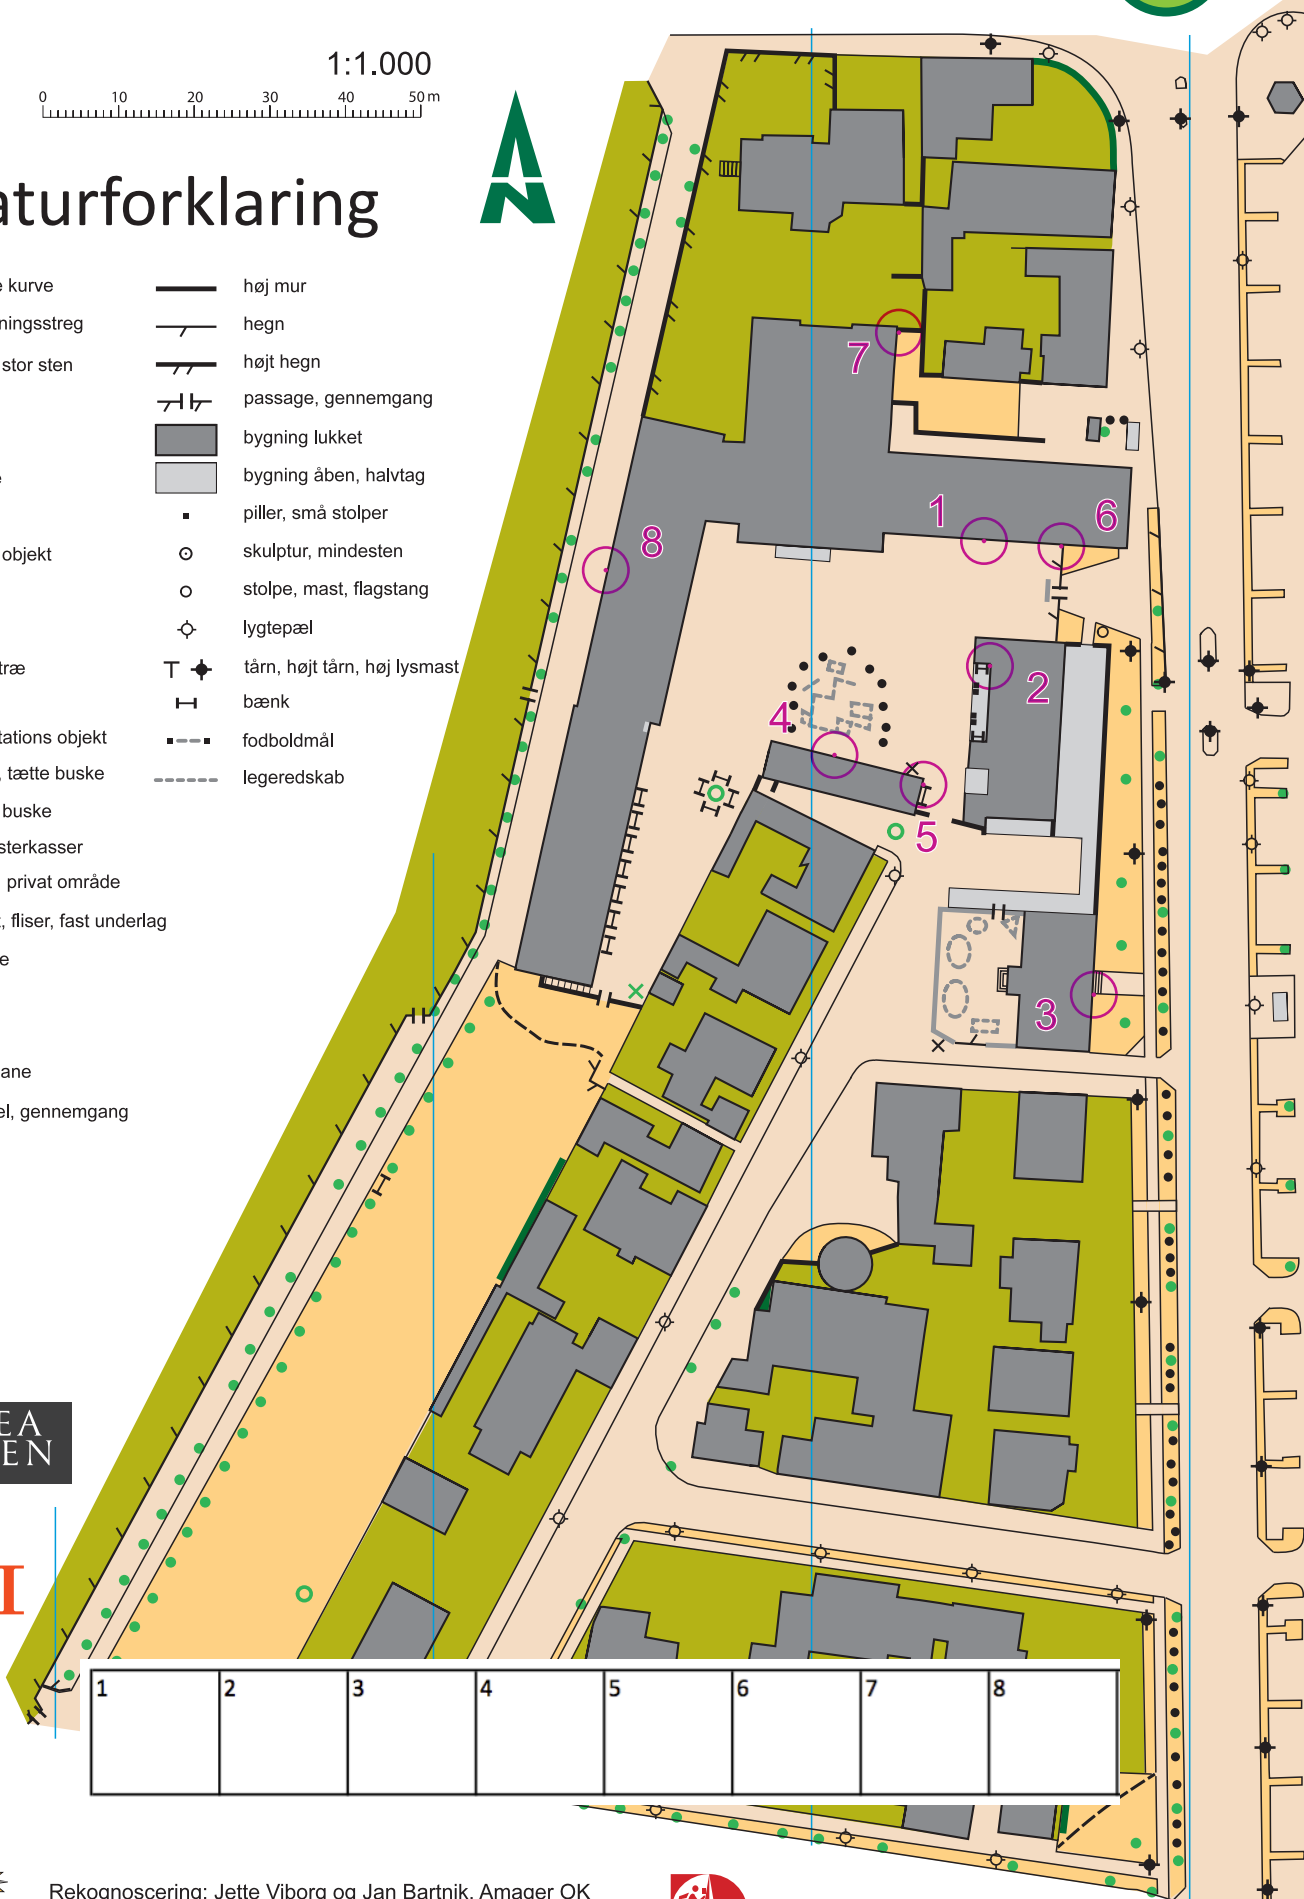 1:1.000
0 10 20 30 40 50 m
aturforklaring
e kurve
ningsstreg
stor sten
e
objekt
træ
tations objekt
, tætte buske
buske
sterkasser
privat område
t, fliser, fast underlag
e
ane
el, gennemgang
høj mur
hegn
højt hegn
passage, gennemgang
bygning lukket
bygning åben, halvtag
piller, små stolper
skulptur, mindesten
stolpe, mast, flagstang
lygtepæl
tårn, højt tårn, høj lysmast
bænk
fodboldmål
legeredskab
7
1
6
8
2
4
5
3
EA
EN
I
1 2 3 4 5 6 7 8
Rekognoscering: Jette Viborg og Jan Bartnik, Amager OK